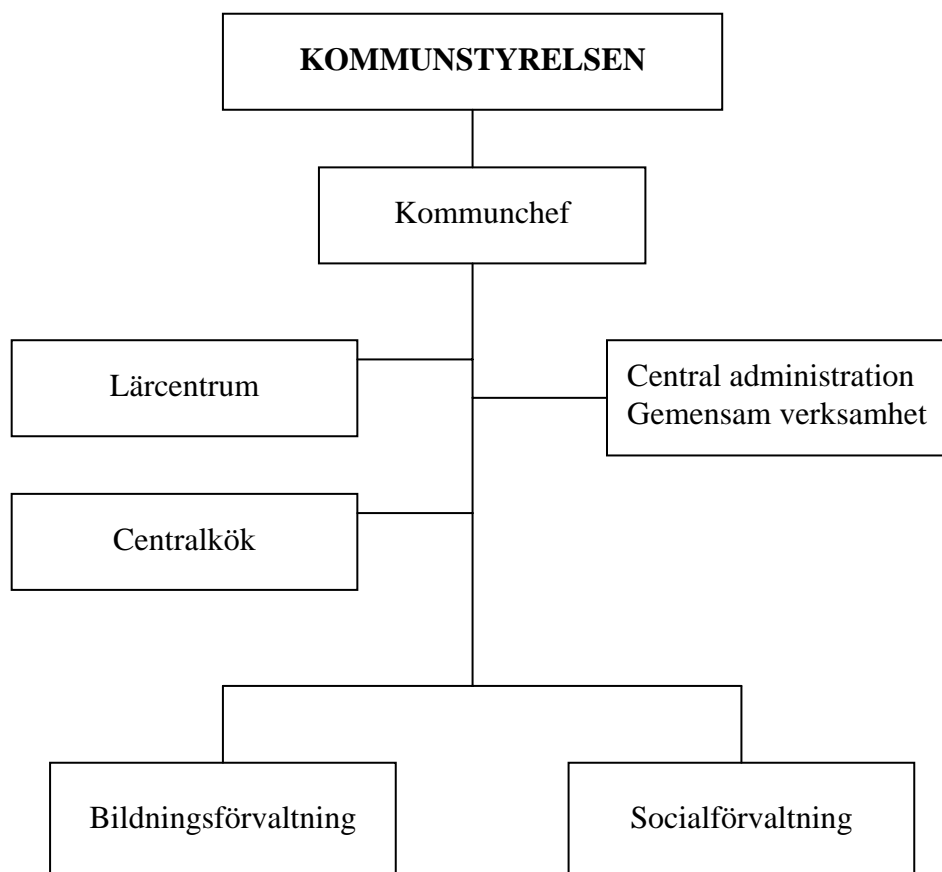 KOMMUNSTYRELSEN
Kommunchef
Lärcentrum
Central administration
Gemensam verksamhet
Centralkök
Bildningsförvaltning
Socialförvaltning